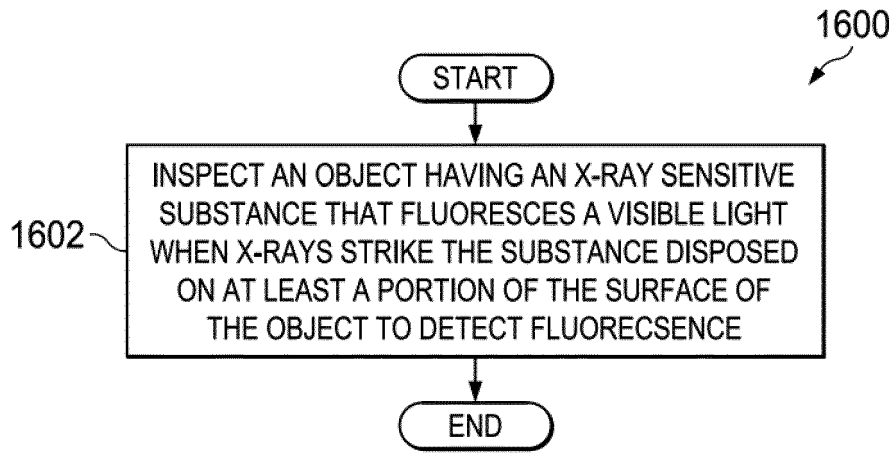 1600
START
INSPECT AN OBJECT HAVING AN X-RAY SENSITIVE
SUBSTANCE THAT FLUORESCES A VISIBLE LIGHT
WHEN X-RAYS STRIKE THE SUBSTANCE DISPOSED
ON AT LEAST A PORTION OF THE SURFACE OF
THE OBJECT TO DETECT FLUORECSENCE
1602
END